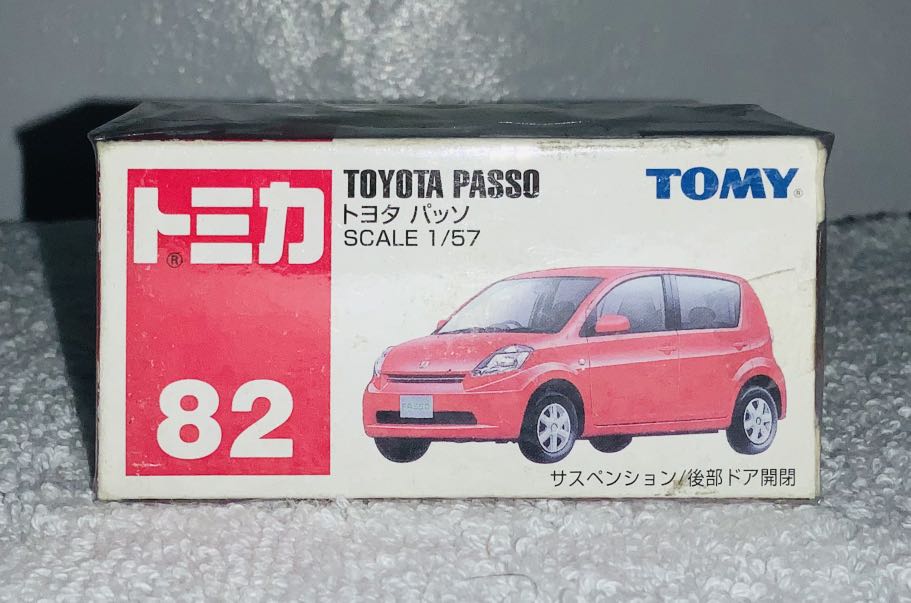 トミカ®
82
TOYOTA PASSO
トヨタ パッソ
SCALE 1/57
TOMY®
PASSO
サスペンション/後部ドア開閉